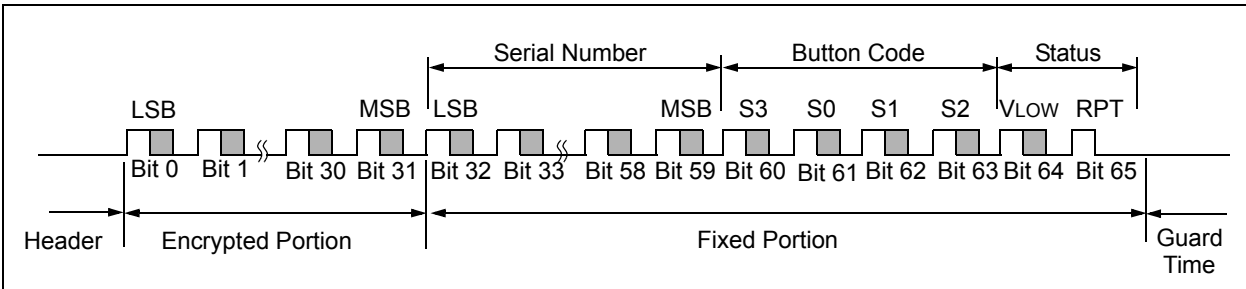 Serial Number Button Code Status
LSB MSB LSB MSB S3 S0 S1 S2 VLOW RPT
Bit 0 Bit 1 Bit 30 Bit 31 Bit 32 Bit 33 Bit 58 Bit 59 Bit 60 Bit 61 Bit 62 Bit 63 Bit 64 Bit 65
Header Encrypted Portion Fixed Portion Guard
Time